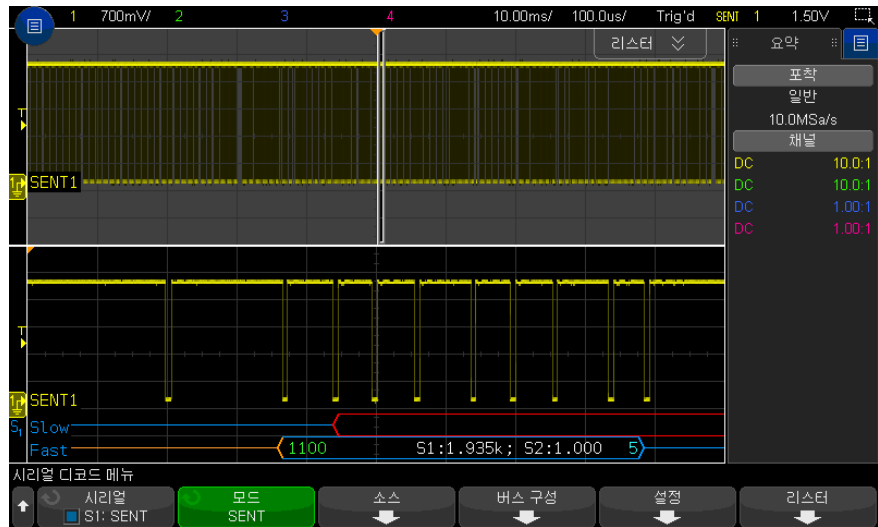 1 700mV/ 2 3 4 10.00ms/ 100.0us/ Trig'd SENT 1 1.50V
리스터
요약
포착
일반
10.0MSa/s
채널
DC 10.0:1
DC 10.0:1
DC 1.00:1
DC 1.00:1
T
SENT1
T
SENT1
S1 Slow
Fast 1100 S1:1.935k; S2:1.000 5
시리얼 디코드 메뉴
시리얼
S1: SENT
모드
SENT
소스
버스 구성
설정
리스터